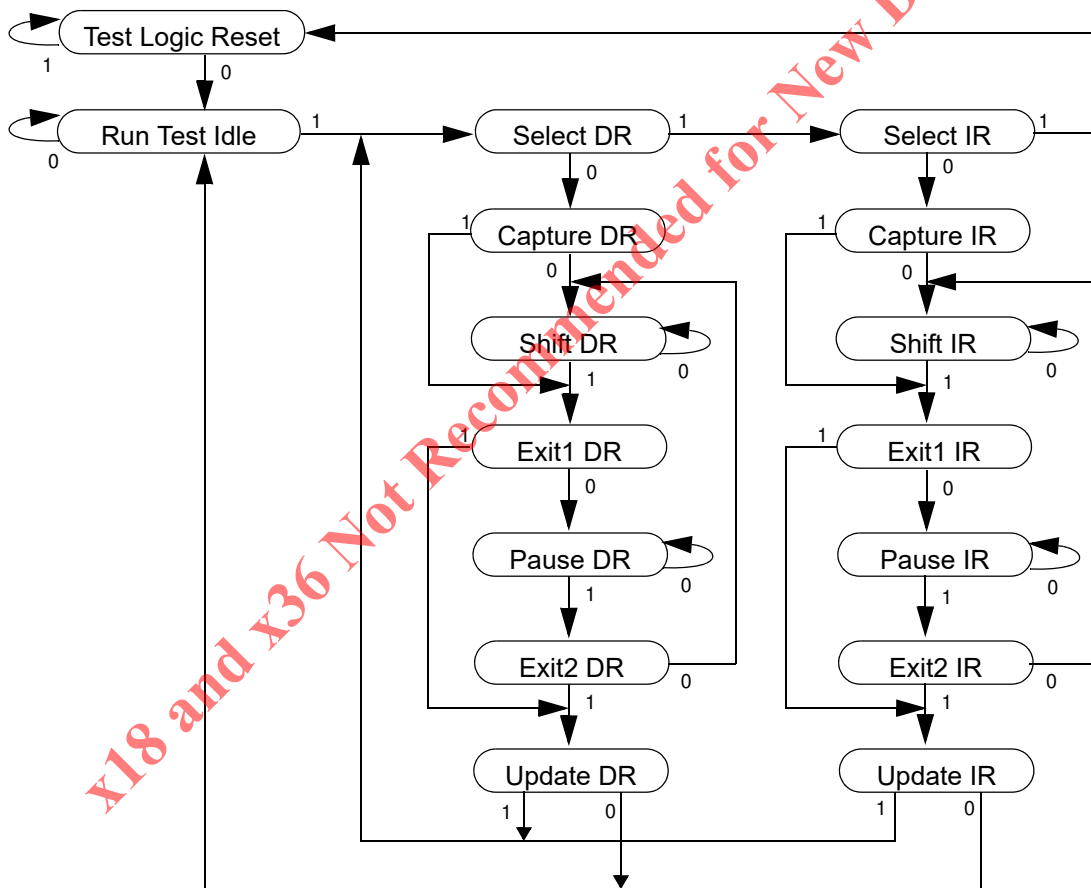 Test Logic Reset
1
0
Run Test Idle
1
Select DR
1
Select IR
1
0
0
0
1
Capture DR
1
Capture IR
0
0
Shift DR
0
Shift IR
0
1
1
1
Exit1 DR
1
Exit1 IR
0
0
Pause DR
0
Pause IR
0
1
1
Exit2 DR
0
Exit2 IR
0
1
1
Update DR
Update IR
1
0
1
0
x18 and x36 Not Recommended for New